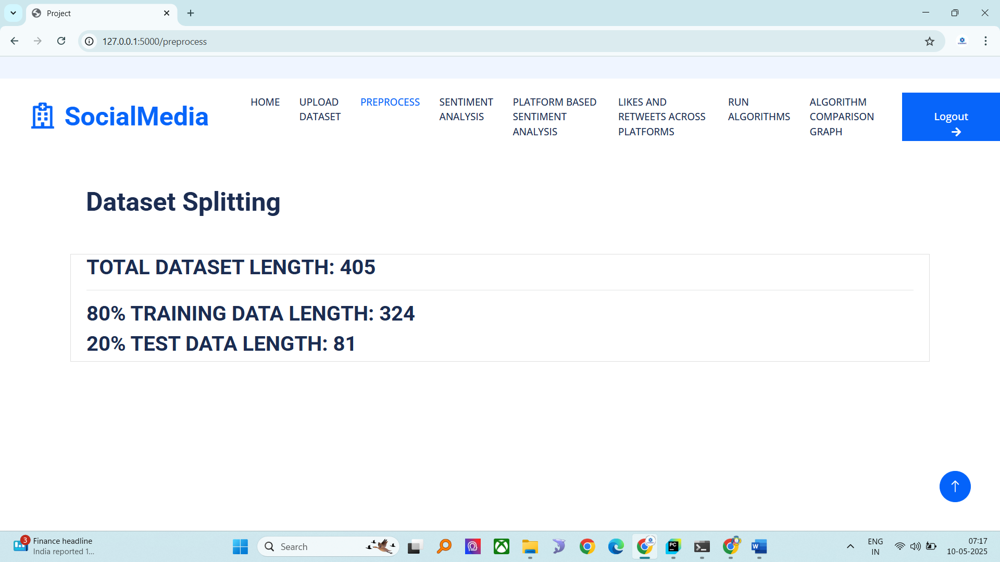 Project
127.0.0.1:5000/preprocess
SocialMedia
HOME
UPLOAD
DATASET
PREPROCESS
SENTIMENT
ANALYSIS
PLATFORM BASED
SENTIMENT
ANALYSIS
LIKES AND
RETWEETS ACROSS
PLATFORMS
RUN
ALGORITHMS
ALGORITHM
COMPARISON
GRAPH
Logout
Dataset Splitting
TOTAL DATASET LENGTH: 405
80% TRAINING DATA LENGTH: 324
20% TEST DATA LENGTH: 81
3
Finance headline
India reported 1...
Search
PC
W
ENG
IN
07:17
10-05-2025